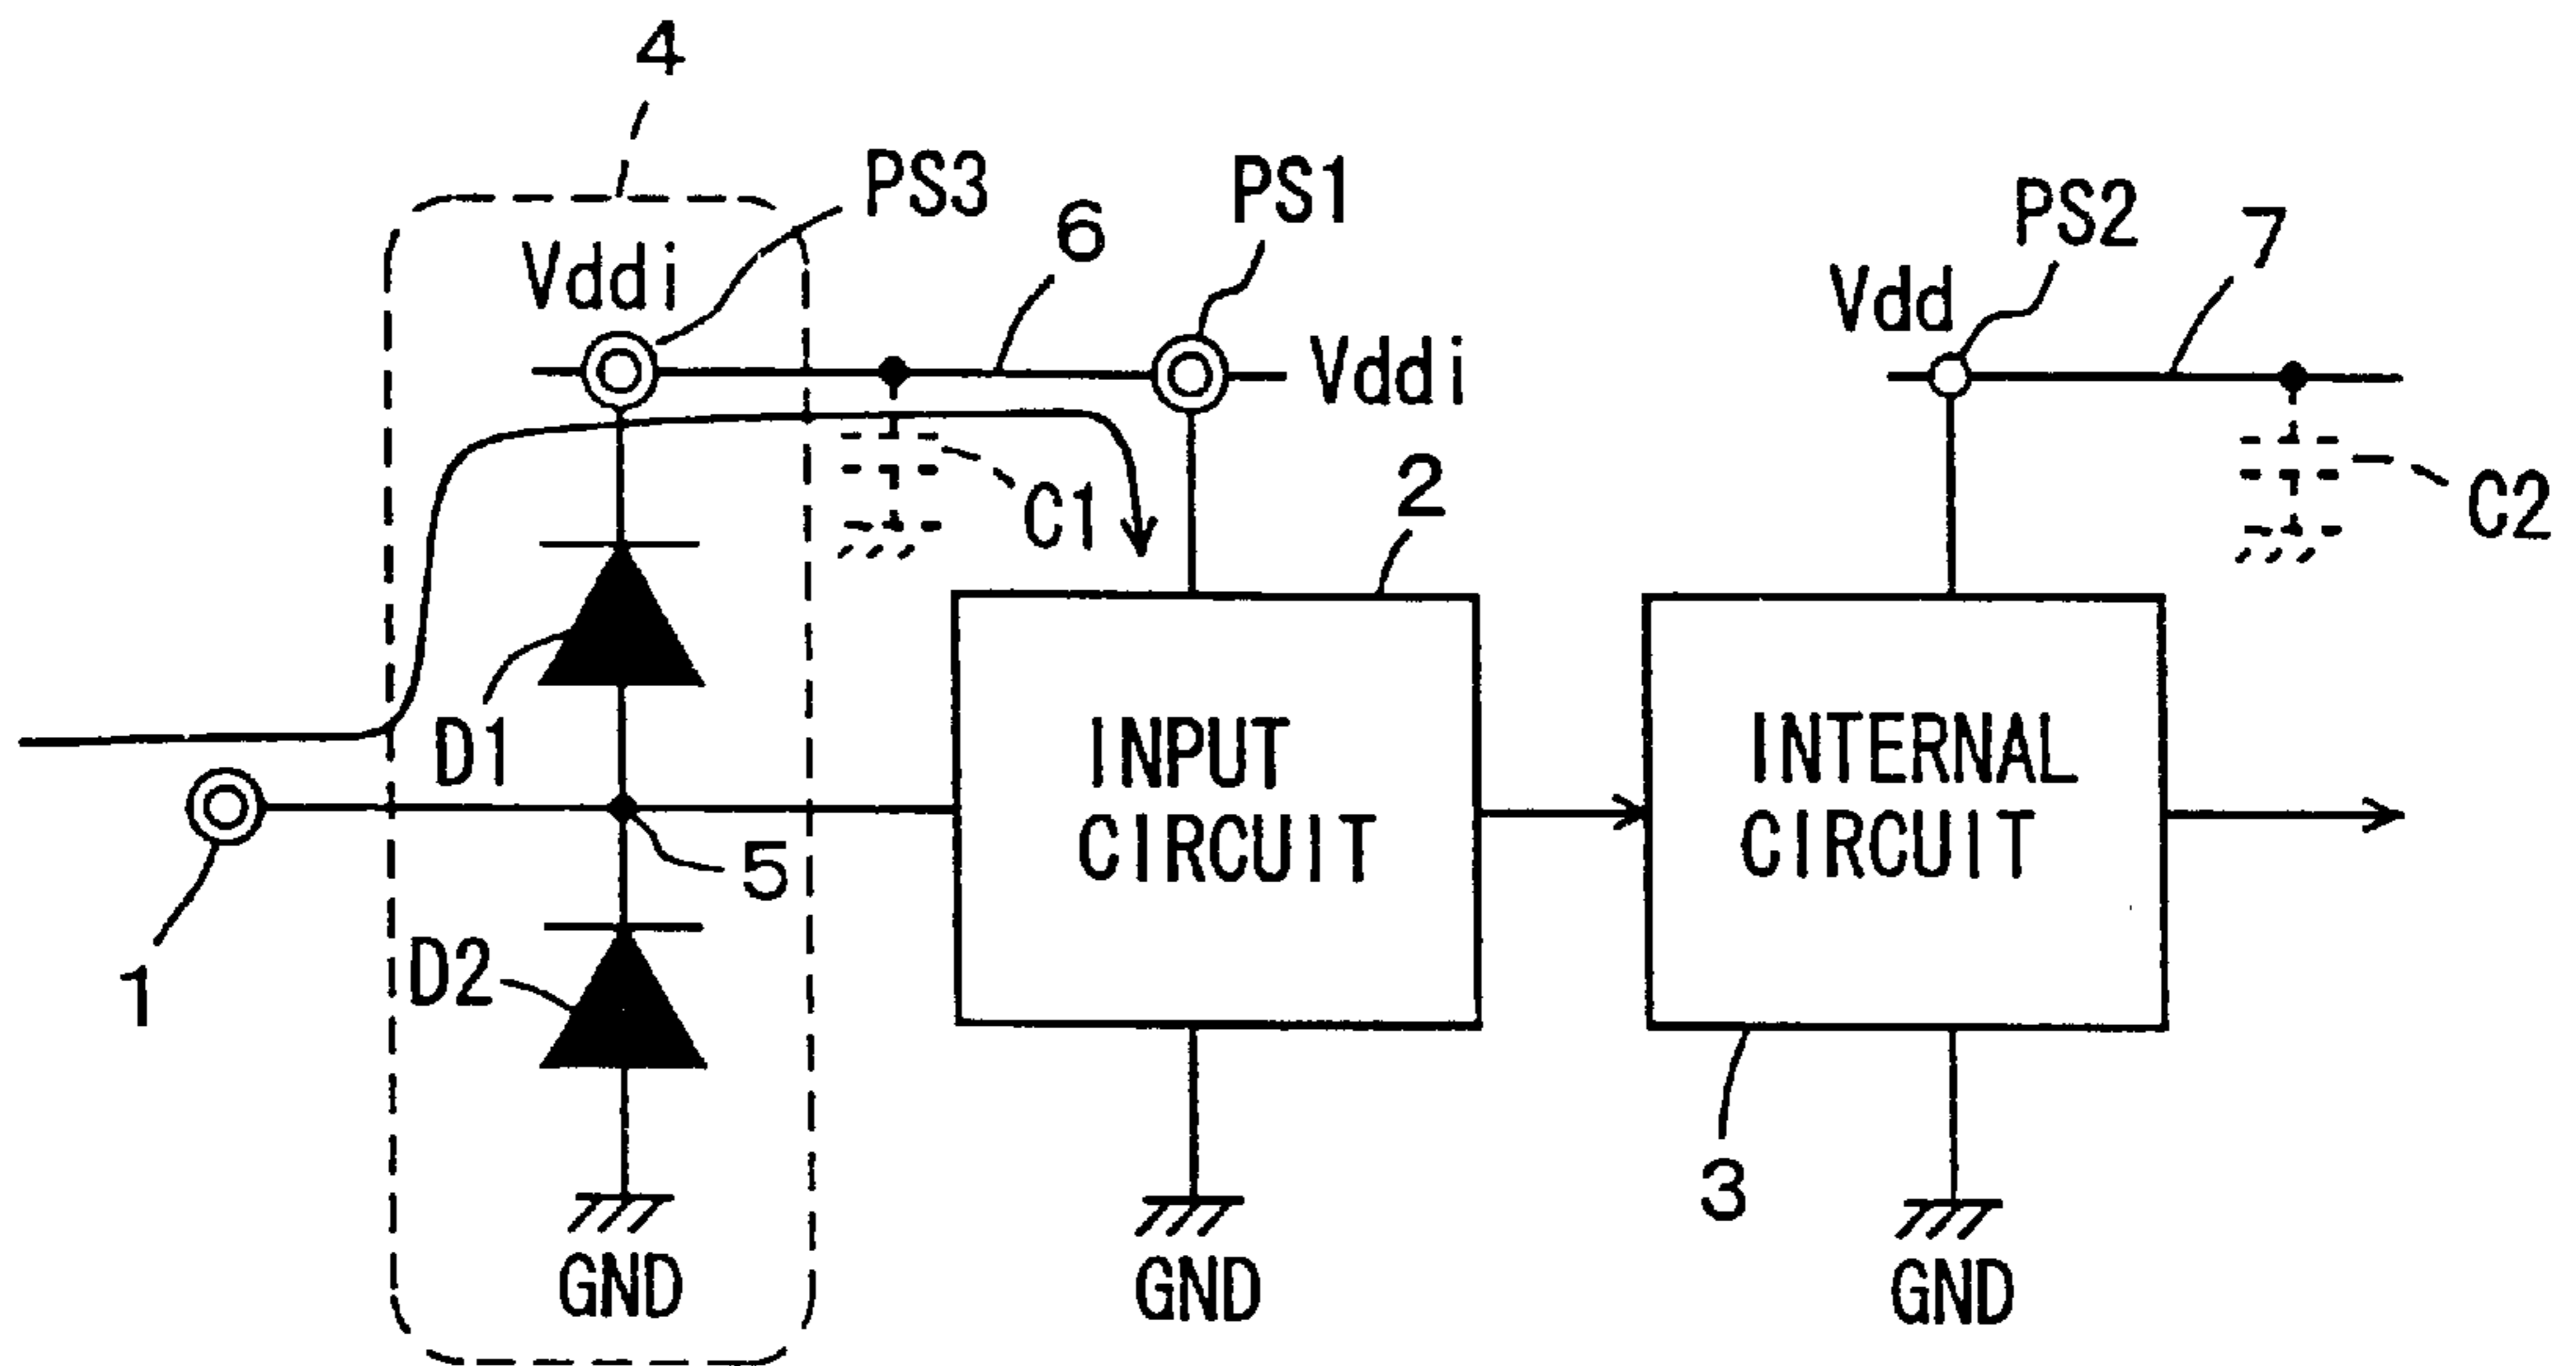 4
PS3
PS1
6
PS2
7
Vddi
Vdd
Vddi
2
C1
C2
D1
INPUT
CIRCUIT
INTERNAL
CIRCUIT
5
1
D2
3
GND
GND
GND